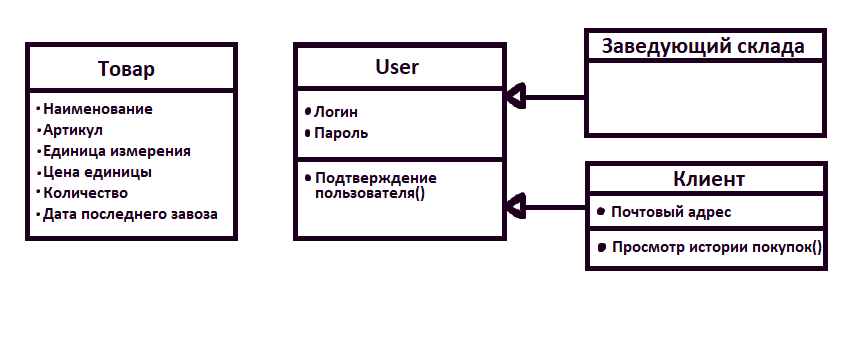 Товар
• Наименование
• Артикул
• Единица измерения
• Цена единицы
• Количество
• Дата последнего завоза
User
• Логин
• Пароль
• Подтверждение
пользователя()
Заведующий склада
Клиент
• Почтовый адрес
• Просмотр истории покупок()